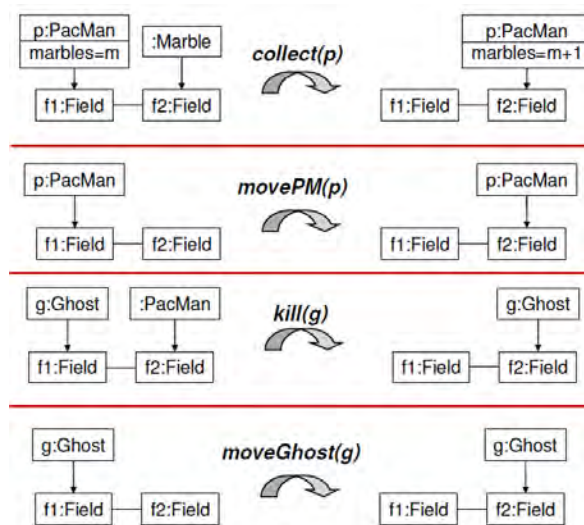 p:PacMan
marbles=m
:Marble
collect(p)
p:PacMan
marbles=m+1
f1:Field
f2:Field
f1:Field
f2:Field
p:PacMan
movePM(p)
p:PacMan
f1:Field
f2:Field
f1:Field
f2:Field
g:Ghost
:PacMan
kill(g)
g:Ghost
f1:Field
f2:Field
f1:Field
f2:Field
g:Ghost
moveGhost(g)
g:Ghost
f1:Field
f2:Field
f1:Field
f2:Field